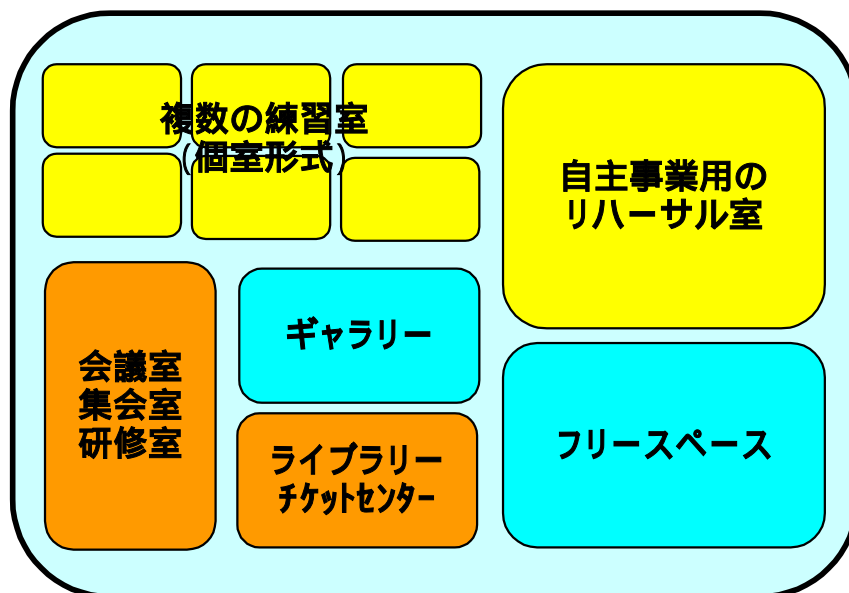 複数の練習室
(個室形式)
自主事業用の
リハーサル室
ギャラリー
会議室
集会室
研修室
ライブラリー
チケットセンター
フリースペース